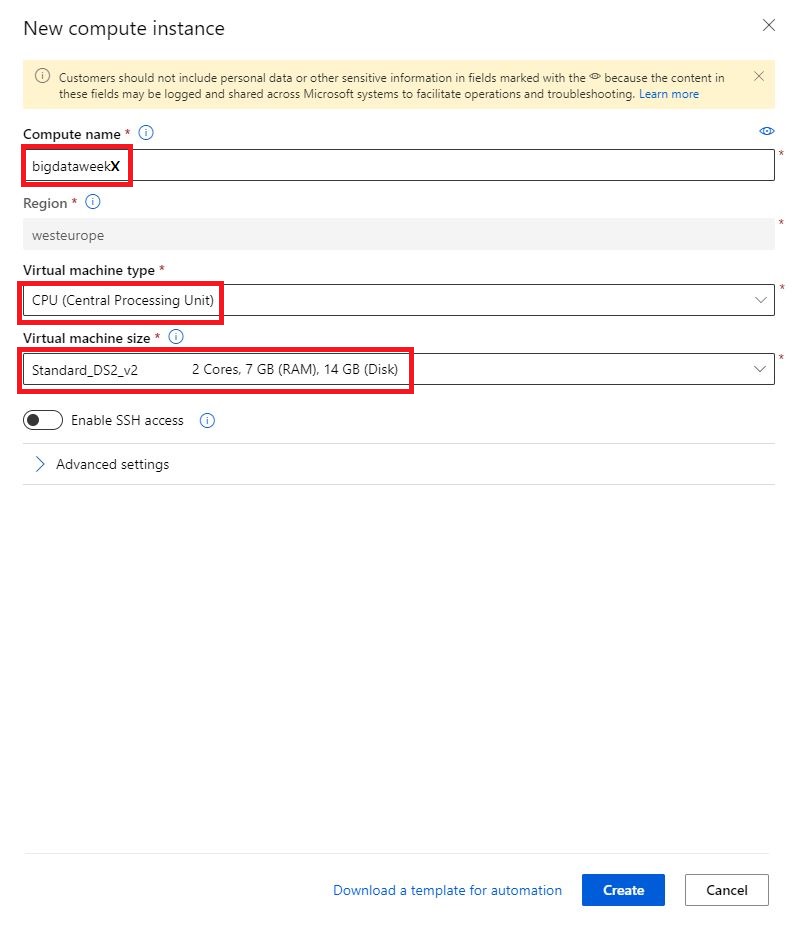 New compute instance
Customers should not include personal data or other sensitive information in fields marked with the because the content in
these fields may be logged and shared across Microsoft systems to facilitate operations and troubleshooting. Learn more
Compute name *
bigdataweekX
*
Region *
westeurope
*
Virtual machine type *
CPU (Central Processing Unit)
*
Virtual machine size *
Standard_DS2_v2 2 Cores, 7 GB (RAM), 14 GB (Disk)
*
Enable SSH access
Advanced settings
Download a template for automation Create Cancel